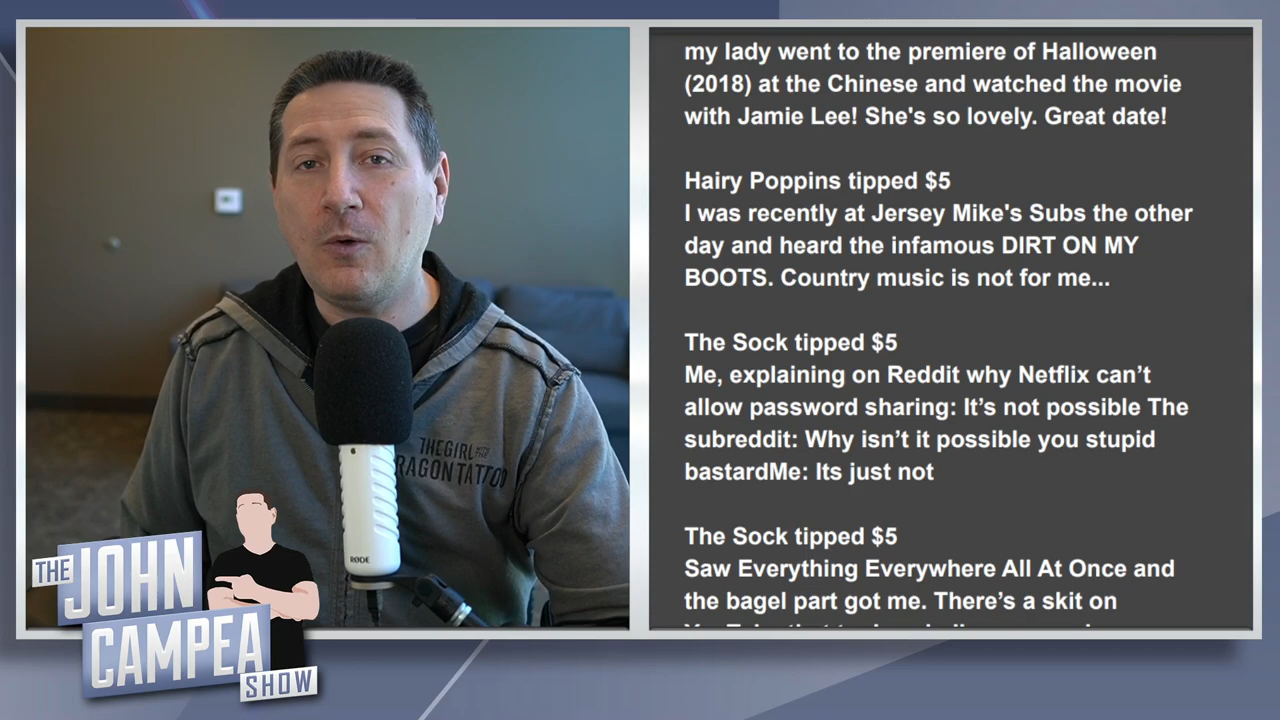 my lady went to the premiere of Halloween
(2018) at the Chinese and watched the movie
with Jamie Lee! She's so lovely. Great date!
Hairy Poppins tipped $5
I was recently at Jersey Mike's Subs the other
day and heard the infamous DIRT ON MY
BOOTS. Country music is not for me...
The Sock tipped $5
Me, explaining on Reddit why Netflix can’t
allow password sharing: It’s not possible The
subreddit: Why isn’t it possible you stupid
bastardMe: Its just not
The Sock tipped $5
Saw Everything Everywhere All At Once and
the bagel part got me. There’s a skit on
THE GIRL WITH THE
DRAGON TATTOO
RØDE
THE
JOHN
CAMPEA
SHOW